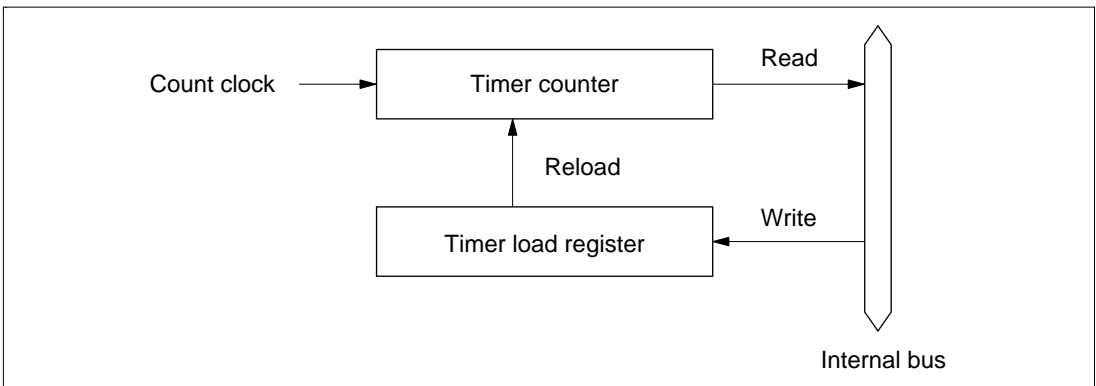 Read
Count clock
Timer counter
Reload
Write
Timer load register
Internal bus